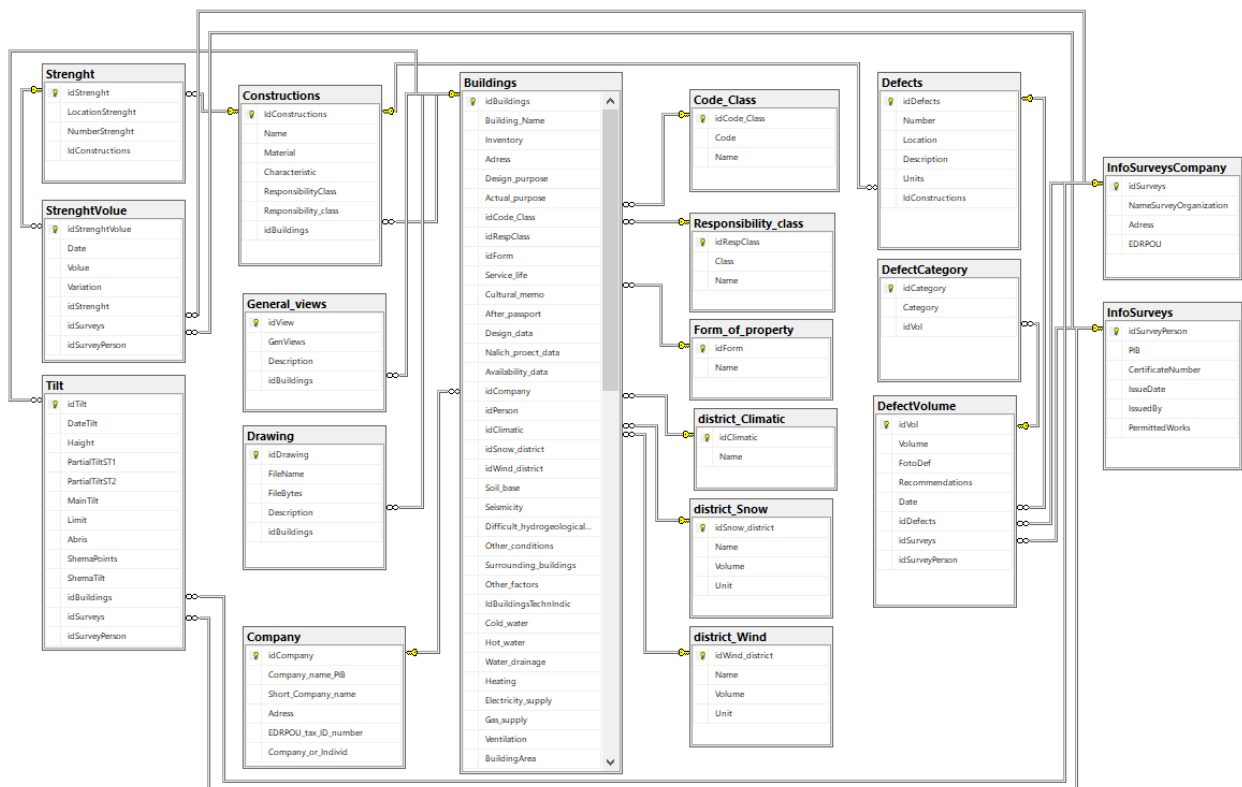 Strenght
idStrenght
LocationStrenght
NumberStrenght
IdConstructions
StrenghtVolue
idStrenghtVolue
Date
Volue
Variation
idStrenght
idSurveys
idSurveyPerson
Tilt
idTilt
DateTilt
Height
PartialTiltST1
PartialTiltST2
MainTilt
Limit
Abris
ShemaPoints
ShemaTilt
idBuildings
idSurveys
idSurveyPerson
Constructions
IdConstructions
Name
Material
Characteristic
ResponsibilityClass
Responsibility_class
idBuildings
General_views
idView
GenViews
Description
idBuildings
Drawing
idDrawing
FileName
FileBytes
Description
idBuildings
Company
idCompany
Company_name_PIB
Short_Company_name
Adress
EDRPOU_tax_ID_number
Company_or_Individ
Buildings
idBuildings
Building_Name
Inventory
Adress
Design_purpose
Actual_purpose
idCode_Class
idRespClass
idForm
Service_life
Cultural_memo
After_passport
Design_data
Nalich_proect_data
Availability_data
idCompany
idPerson
idClimatic
idSnow_district
idWind_district
Soil_base
Seismicity
Difficult_hydrogeological...
Other_conditions
Surrounding_buildings
Other_factors
IdBuildingsTechnIndic
Cold_water
Hot_water
Water_drainage
Heating
Electricity_supply
Gas_supply
Ventilation
BuildingArea
Code_Class
idCode_Class
Code
Name
Responsibility_class
idRespClass
Class
Name
Form_of_property
idForm
Name
district_Climatic
idClimatic
Name
district_Snow
idSnow_district
Name
Volume
Unit
district_Wind
idWind_district
Name
Volume
Unit
Defects
idDefects
Number
Location
Description
Units
IdConstructions
DefectCategory
idCategory
Category
idVol
DefectVolume
idVol
Volume
FotoDef
Recommendations
Date
idDefects
idSurveys
idSurveyPerson
InfoSurveysCompany
idSurveys
NameSurveyOrganization
Adress
EDRPOU
InfoSurveys
idSurveyPerson
PIB
CertificateNumber
IssueDate
IssuedBy
PermittedWorks